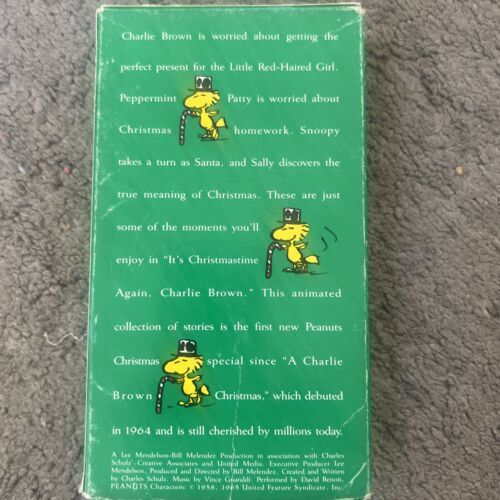 Charlie Brown is worried about getting the
perfect present for the Little Red-Haired Girl.
Peppermint Patty is worried about
Christmas homework. Snoopy
takes a turn as Santa, and Sally discovers the
true meaning of Christmas. These are just
some of the moments you'll
enjoy in "It's Christmastime
Again, Charlie Brown." This animated
collection of stories is the first new Peanuts
Christmas special since "A Charlie
Brown Christmas," which debuted
in 1964 and is still cherished by millions today.
A Lee Mendelson-Bill Melendez Production in association with Charles
Schulz' Creative Associates and United Media. Executive Producer Lee
Mendelson, Produced and Directed by Bill Melendez. Created and Written
by Charles Schulz. Music by Vince Guaraldi. Performed by David Benoit.
PEANUTS Characters: © 1958, 1965 United Feature Syndicate, Inc.